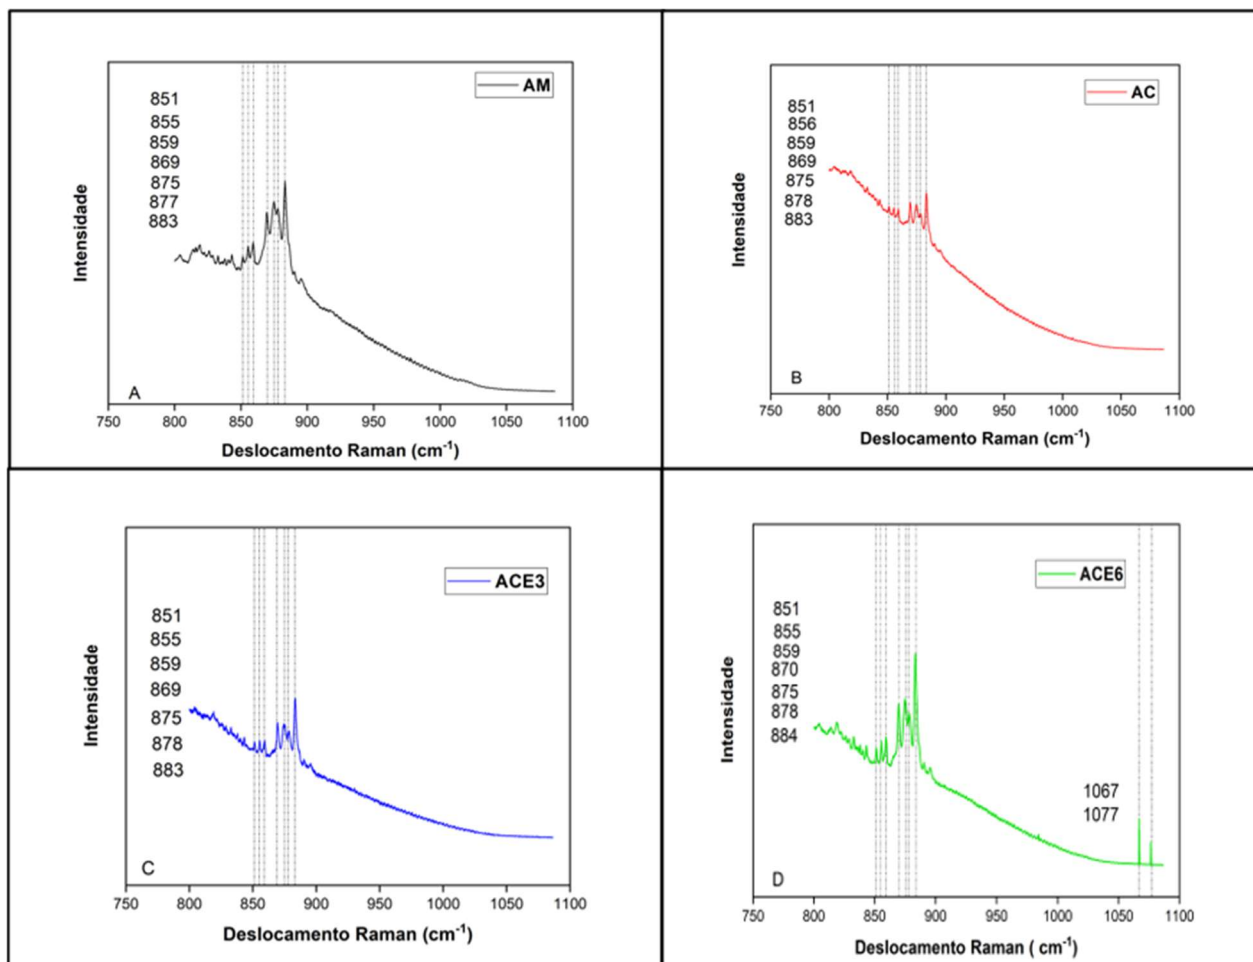 AM
851
855
859
869
875
877
883
Intensidade
A
750 800 850 900 950 1000 1050 1100
Deslocamento Raman (cm⁻¹)
AC
851
856
859
869
875
878
883
Intensidade
B
750 800 850 900 950 1000 1050 1100
Deslocamento Raman (cm⁻¹)
ACE3
851
855
859
869
875
878
883
Intensidade
C
750 800 850 900 950 1000 1050 1100
Deslocamento Raman (cm⁻¹)
ACE6
851
855
859
870
875
878
884
Intensidade
1067
1077
D
750 800 850 900 950 1000 1050 1100
Deslocamento Raman ( cm⁻¹)